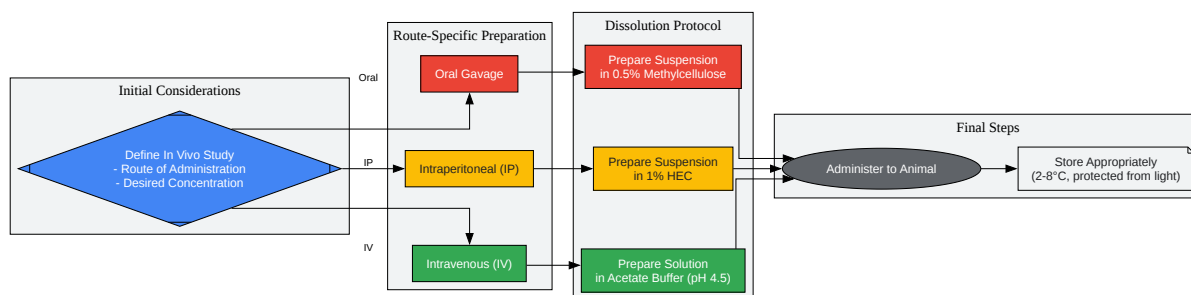 Initial Considerations
Define In Vivo Study
- Route of Administration
- Desired Concentration
Oral
IP
IV
Route-Specific Preparation
Oral Gavage
Intraperitoneal (IP)
Intravenous (IV)
Dissolution Protocol
Prepare Suspension
in 0.5% Methylcellulose
Prepare Suspension
in 1% HEC
Prepare Solution
in Acetate Buffer (pH 4.5)
Final Steps
Administer to Animal
Store Appropriately
(2-8°C, protected from light)